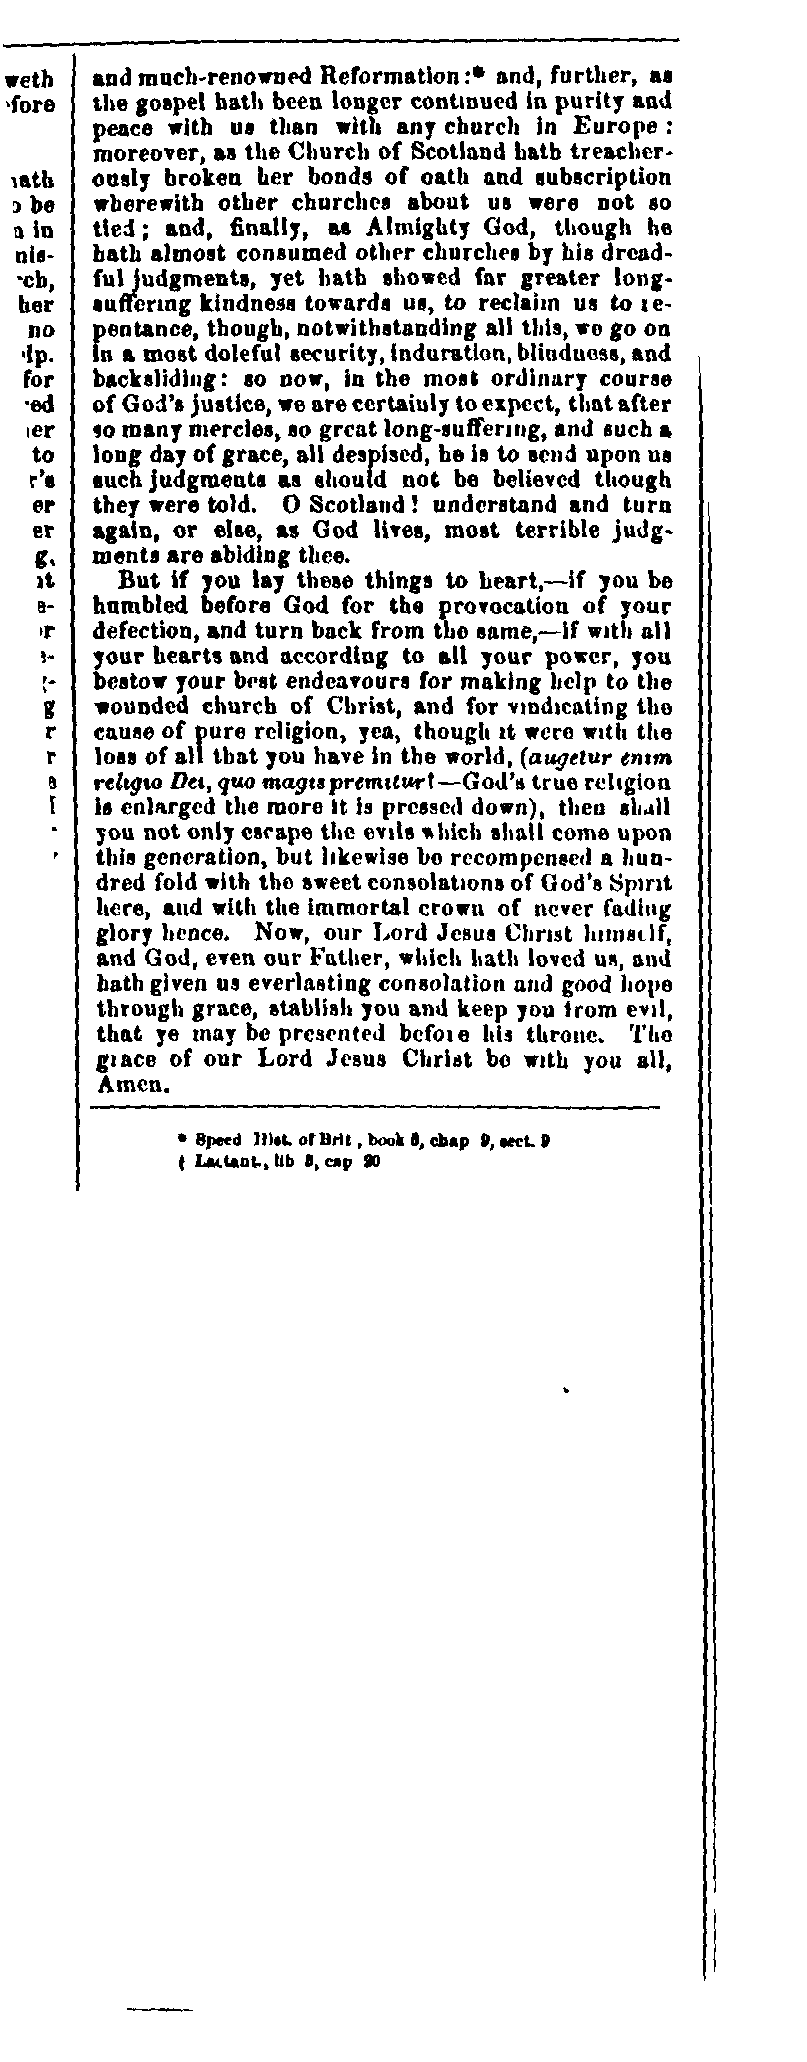 weth
fore
ath
be
in
nis-
ch,
her
no
lp.
for
ed
er
to
r's
er
er
g,
it
e-
r
g
r
r
and much-renowned Reformation:* and, further, as
the gospel hath been longer continued in purity and
peace with us than with any church in Europe:
moreover, as the Church of Scotland hath treacher-
ously broken her bonds of oath and subscription
wherewith other churches about us were not so
tied; and, finally, as Almighty God, though he
hath almost consumed other churches by his dread-
ful judgments, yet hath showed far greater long-
suffering kindness towards us, to reclaim us to re-
pentance, though, notwithstanding all this, we go on
in a most doleful security, induration, blindness, and
backsliding: so now, in the most ordinary course
of God's justice, we are certainly to expect, that after
so many mercies, so great long-suffering, and such a
long day of grace, all despised, he is to send upon us
such judgments as should not be believed though
they were told. O Scotland! understand and turn
again, or else, as God lives, most terrible judg-
ments are abiding thee.
But if you lay these things to heart,—if you be
humbled before God for the provocation of your
defection, and turn back from the same,—if with all
your hearts and according to all your power, you
bestow your best endeavours for making help to the
wounded church of Christ, and for vindicating the
cause of pure religion, yea, though it were with the
loss of all that you have in the world, (augetur enim
religio Dei, quo magis premitur†—God's true religion
is enlarged the more it is pressed down), then shall
you not only escape the evils which shall come upon
this generation, but likewise be recompensed a hun-
dred fold with the sweet consolations of God's Spirit
here, and with the immortal crown of never fading
glory hence. Now, our Lord Jesus Christ himself,
and God, even our Father, which hath loved us, and
hath given us everlasting consolation and good hope
through grace, stablish you and keep you from evil,
that ye may be presented before his throne. The
grace of our Lord Jesus Christ be with you all,
Amen.
* Speed Hist. of Brit, book 8, chap 9, sect. 9
† Lactant., lib 5, cap 20